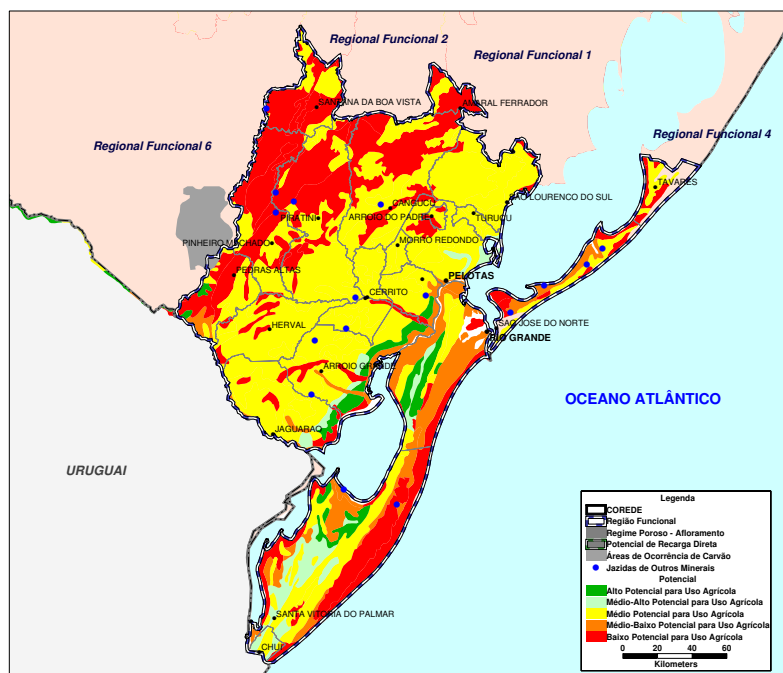 Regional Funcional 2
Regional Funcional 1
SANTANA DA BOA VISTA
AMARAL FERRADOR
Regional Funcional 6
Regional Funcional 4
TAVARES
SÃO LOURENCO DO SUL
CANGUÇU
ARROIO DO PADRE
TURUÇU
PIRATINI
PINHEIRO MACHADO
MORRO REDONDO
PEDRAS ALTAS
PELOTAS
CERRITO
HERVAL
SAO JOSE DO NORTE
RIO GRANDE
ARROIO GRANDE
OCEANO ATLÂNTICO
JAGUARAO
URUGUAI
SANTA VITORIA DO PALMAR
CHUI
Legenda
COREDE
Região Funcional
Regime Poroso - Afloramento
Potencial de Recarga Direta
Áreas de Ocorrência de Carvão
Jazidas de Outros Minerais
Potencial
Alto Potencial para Uso Agrícola
Médio-Alto Potencial para Uso Agrícola
Médio Potencial para Uso Agrícola
Médio-Baixo Potencial para Uso Agrícola
Baixo Potencial para Uso Agrícola
0 20 40 60 80 100
Kilometers